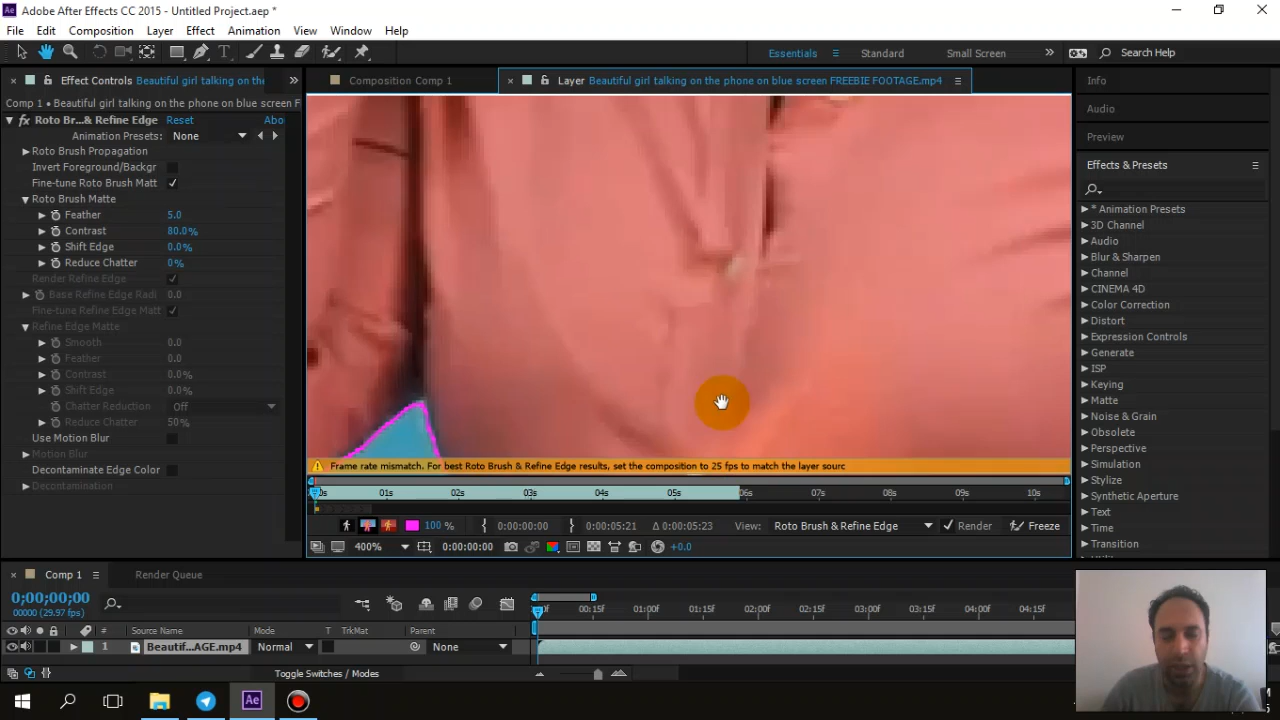 Ae Adobe After Effects CC 2015 - Untitled Project.aep *
File Edit Composition Layer Effect Animation View Window Help
Essentials Standard Small Screen Search Help
Effect Controls Beautiful girl talking on the
Composition Comp 1
Layer Beautiful girl talking on the phone on blue screen FREEBIE FOOTAGE.mp4
Comp 1 • Beautiful girl talking on the phone on blue screen F
fx Roto Br...& Refine Edge Reset Abo
Animation Presets: None
Roto Brush Propagation
Invert Foreground/Backgr
Fine-tune Roto Brush Matt
Roto Brush Matte
Feather 5.0
Contrast 80.0%
Shift Edge 0.0%
Reduce Chatter 0%
Render Refine Edge
Base Refine Edge Radi 0.0
Fine-tune Refine Edge Matt
Refine Edge Matte
Smooth 0.0
Feather 0.0
Contrast 0.0%
Shift Edge 0.0%
Chatter Reduction Off
Reduce Chatter 50%
Use Motion Blur
Motion Blur
Decontaminate Edge Color
Decontamination
Frame rate mismatch. For best Roto Brush & Refine Edge results, set the composition to 25 fps to match the layer sourc
01s 02s 03s 04s 05s 06s 07s 08s 09s 10s
100 % 0:00:00:00 0:00:05:21 Δ 0:00:05:23 View: Roto Brush & Refine Edge Render Freeze
400% 0:00:00:00 +0.0
Info
Audio
Preview
Effects & Presets
* Animation Presets
3D Channel
Audio
Blur & Sharpen
Channel
CINEMA 4D
Color Correction
Distort
Expression Controls
Generate
ISP
Keying
Matte
Noise & Grain
Obsolete
Perspective
Simulation
Stylize
Synthetic Aperture
Text
Time
Transition
Comp 1 Render Queue
0;00;00;00
00000 (29.97 fps)
00:15f 01:00f 01:15f 02:00f 02:15f 03:00f 03:15f 04:00f 04:15f
# Source Name Mode T TrkMat Parent
1 Beautif...AGE.mp4 Normal None
Toggle Switches / Modes
Ae